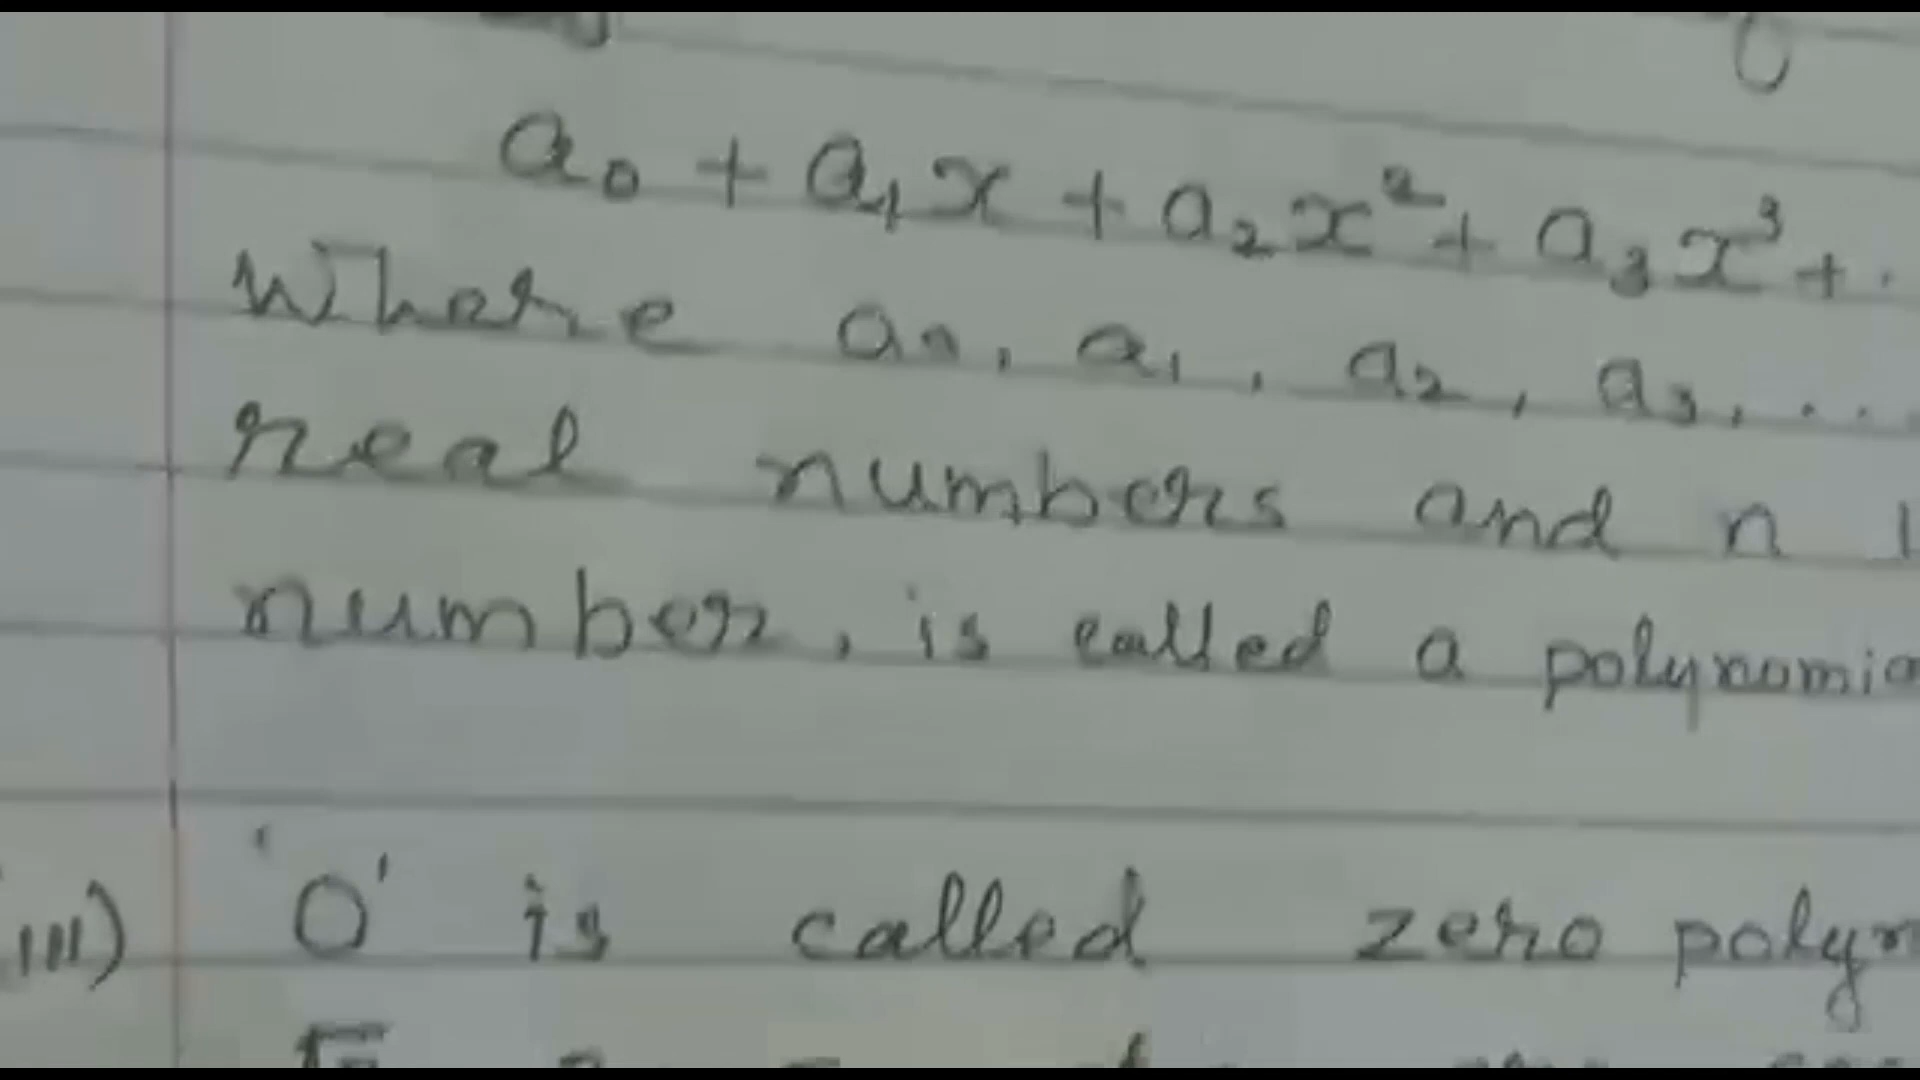 a₀ + a₁x + a₂x² + a₃x³ + .
Where a₀, a₁, a₂, a₃, ...
real numbers and n
number, is called a polynomia
iii) 'O' is called zero polyn